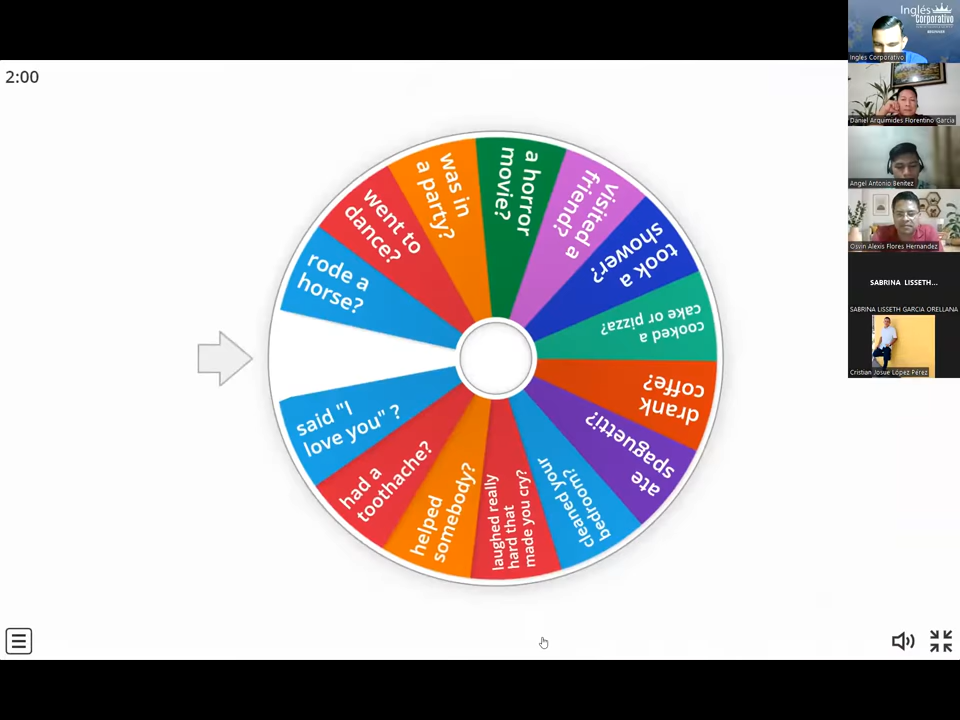 2:00
a horror
movie?
visited a
friend?
took a
shower?
cooked a
cake or pizza?
drank
coffe?
ate
spaguetti?
cleaned your
bedroom?
laughed really
hard that
made you cry?
helped
somebody?
had a
toothache?
said "I
love you" ?
rode a
horse?
went to
dance?
was in
a party?
Inglés
Corporativo
Inglés Corporativo
Daniel Arquimides Florentino Garcia
Angel Antonio Benitez
Osvin Alexis Flores Hernandez
SABRINA LISSETH...
SABRINA LISSETH GARCIA ORELLANA
Cristian Josue López Pérez